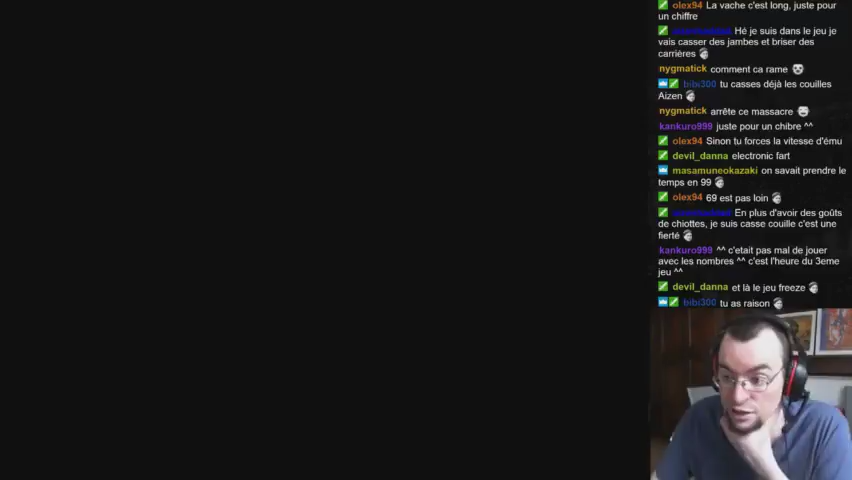 olex94 La vache c'est long, juste pour
un chiffre
Hé je suis dans le jeu je
vais casser des jambes et briser des
carrières
nygmatick comment ca rame
bibi300 tu casses déjà les couilles
Aizen
nygmatick arrête ce massacre
kankuro999 juste pour un chibre ^^
olex94 Sinon tu forces la vitesse d'ému
devil_danna electronic fart
masamuneokazaki on savait prendre le
temps en 99
olex94 69 est pas loin
En plus d'avoir des goûts
de chiottes, je suis casse couille c'est une
fierté
kankuro999 ^^ c'etait pas mal de jouer
avec les nombres ^^ c'est l'heure du 3eme
jeu ^^
devil_danna et là le jeu freeze
bibi300 tu as raison